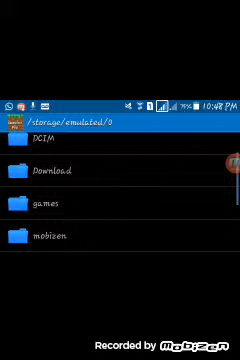 79% 10:48 PM
/storage/emulated/0
DCIM
Download
games
mobizen
Recorded by mobizen